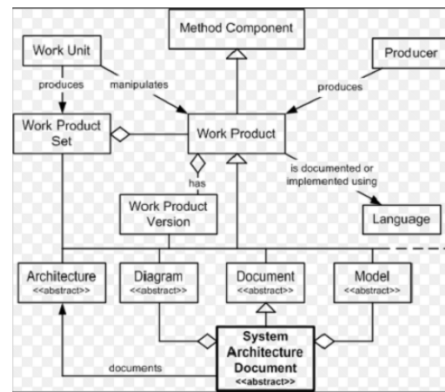 Method Component
Work Unit
Producer
produces
manipulates
produces
Work Product
Set
Work Product
is documented or
implemented using
has
Work Product
Version
Language
Architecture
<<abstract>>
Diagram
<<abstract>>
Document
<<abstract>>
Model
<<abstract>>
System
Architecture
Document
<<abstract>>
documents